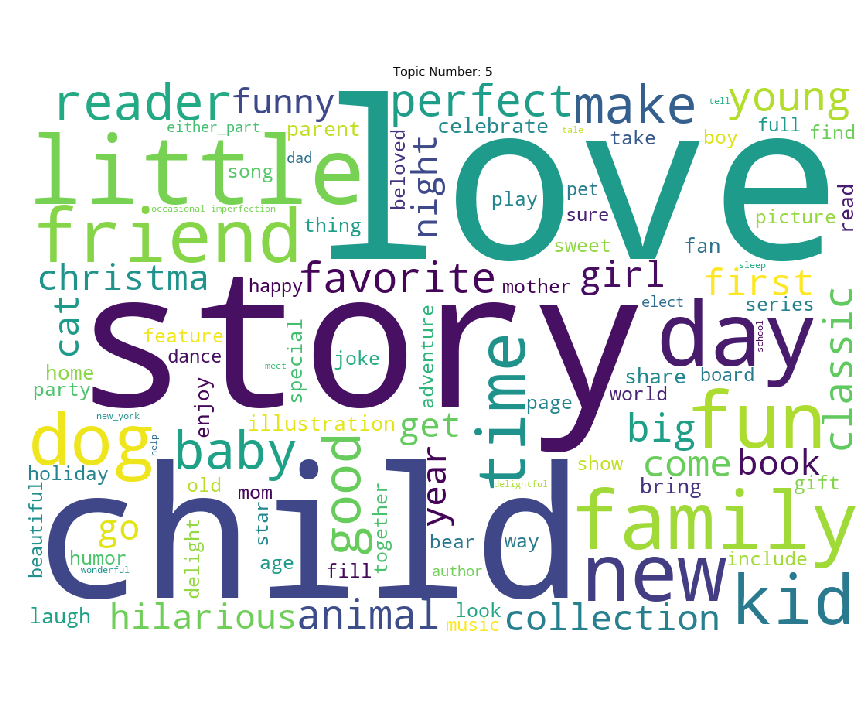 Topic Number: 5
reader
funny
love
perfect
make
tell
young
either_part
parent
beloved
night
celebrate
tale
take
boy
full
find
little
song
dad
occasional_imperfection
friend
thing
play
pet
sure
sweet
fan
picture
read
christma
happy
favorite
mother
girl
sleep
first
classic
cat
story
feature
dance
enjoy
special
joke
meet
adventure
time
elect
day
series
school
home
party
page
share
board
world
new_york
help
illustration
get
big
fun
dog
baby
good
year
come
book
holiday
old
mom
show
delightful
bring
gift
beautiful
go
child
star
together
family
humor
delight
age
fill
bear
way
include
wonderful
author
new
kid
laugh
hilarious
animal
look
music
collection